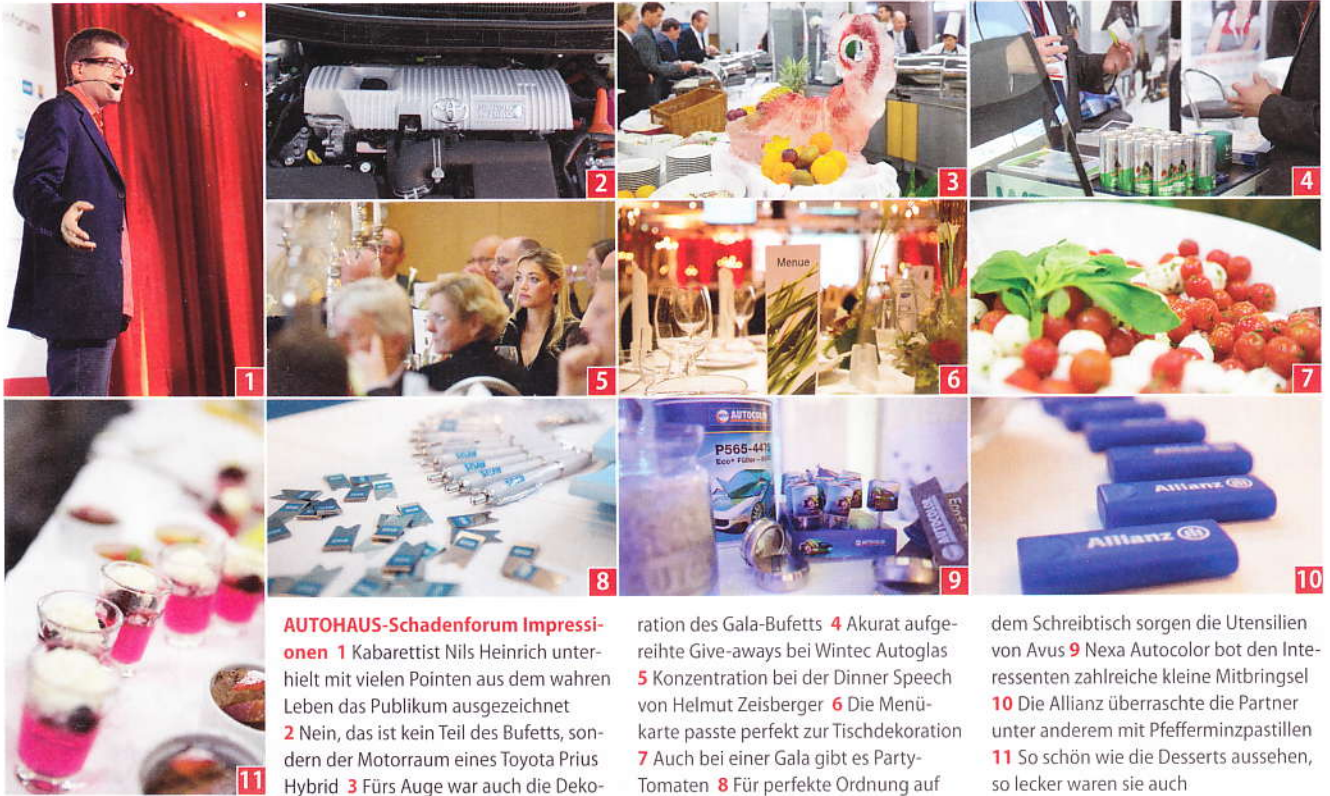 forum
1
2
3
4
5
Menue
6
7
8
AUTOCOLOR
P565-447
Eco+ Füller
AUTOCOLOR
9
Allianz
Allianz
10
11
AUTOHAUS-Schadenforum Impressi-
onen 1 Kabarettist Nils Heinrich unter-
hielt mit vielen Pointen aus dem wahren
Leben das Publikum ausgezeichnet
2 Nein, das ist kein Teil des Bufetts, son-
dern der Motorraum eines Toyota Prius
Hybrid 3 Fürs Auge war auch die Deko-
ration des Gala-Bufetts 4 Akurat aufge-
reihte Give-aways bei Wintec Autoglas
5 Konzentration bei der Dinner Speech
von Helmut Zeisberger 6 Die Menü-
karte passte perfekt zur Tischdekoration
7 Auch bei einer Gala gibt es Party-
Tomaten 8 Für perfekte Ordnung auf
dem Schreibtisch sorgen die Utensilien
von Avus 9 Nexa Autocolor bot den Inte-
ressenten zahlreiche kleine Mitbringsel
10 Die Allianz überraschte die Partner
unter anderem mit Pfefferminzpastillen
11 So schön wie die Desserts aussehen,
so lecker waren sie auch